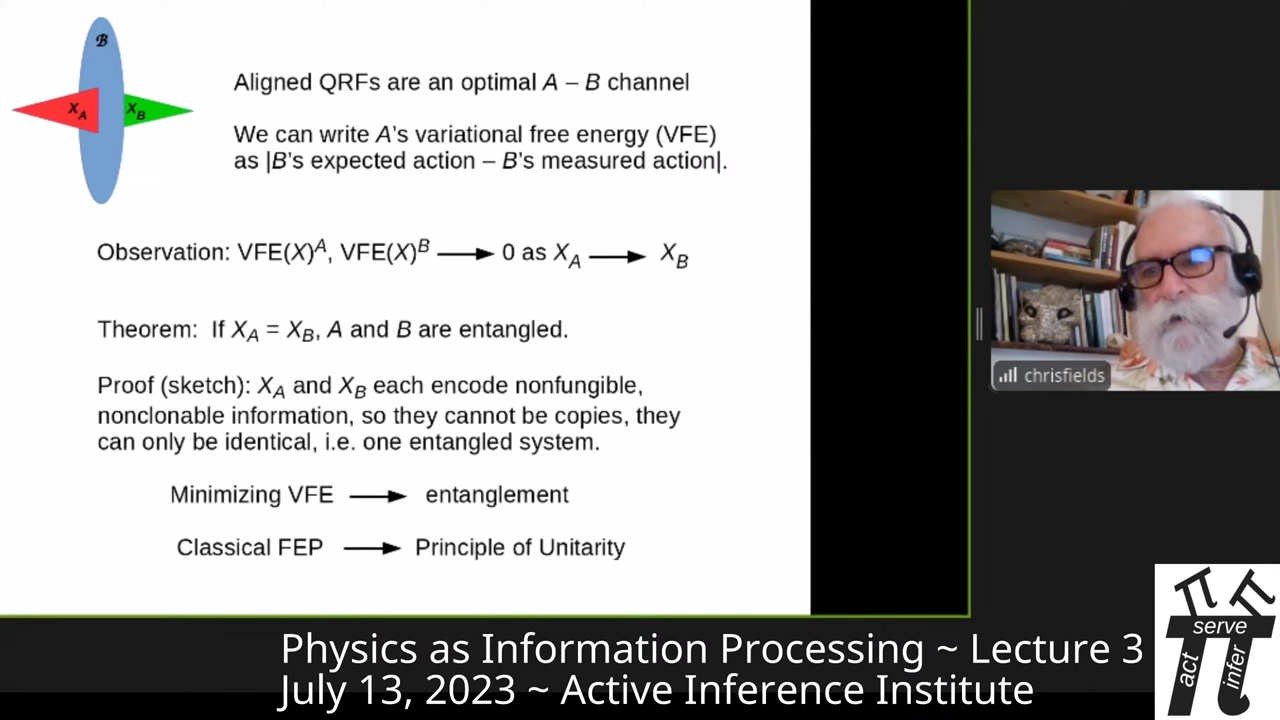 ℬ
X_A X_B
Aligned QRFs are an optimal A – B channel
We can write A's variational free energy (VFE)
as |B's expected action – B's measured action|.
Observation: VFE(X)^A, VFE(X)^B ⟶ 0 as X_A ⟶ X_B
Theorem: If X_A = X_B, A and B are entangled.
Proof (sketch): X_A and X_B each encode nonfungible,
nonclonable information, so they cannot be copies, they
can only be identical, i.e. one entangled system.
Minimizing VFE ⟶ entanglement
Classical FEP ⟶ Principle of Unitarity
chrisfields
Physics as Information Processing ~ Lecture 3
July 13, 2023 ~ Active Inference Institute
serve
act
infer